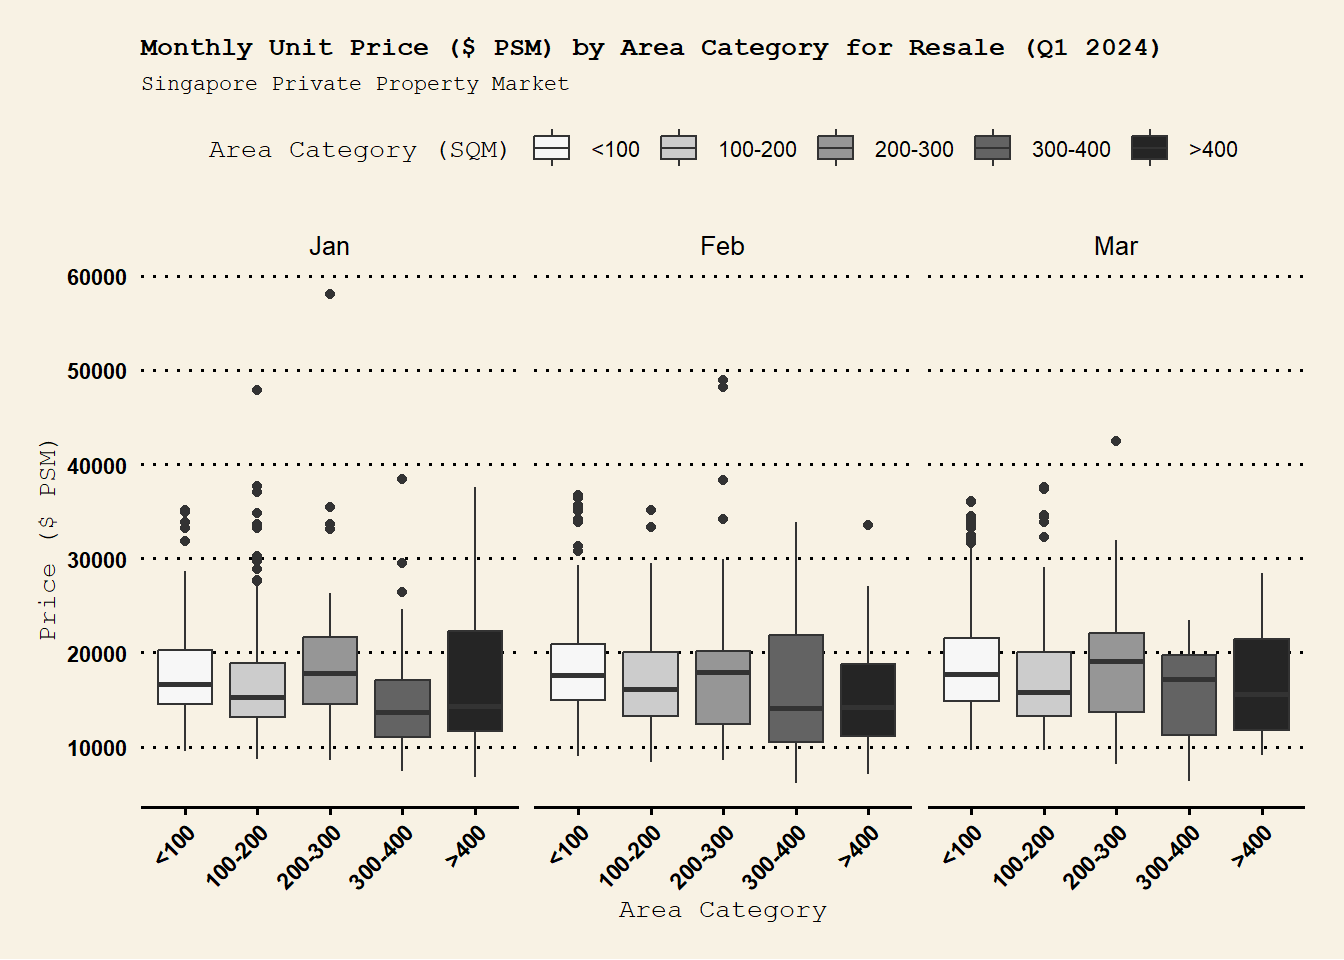 Monthly Unit Price ($ PSM) by Area Category for Resale (Q1 2024)
Singapore Private Property Market
Area Category (SQM) <100 100-200 200-300 300-400 >400
Jan Feb Mar
60000
50000
40000
30000
20000
10000
Price ($ PSM)
<100 100-200 200-300 300-400 >400 <100 100-200 200-300 300-400 >400 <100 100-200 200-300 300-400 >400
Area Category